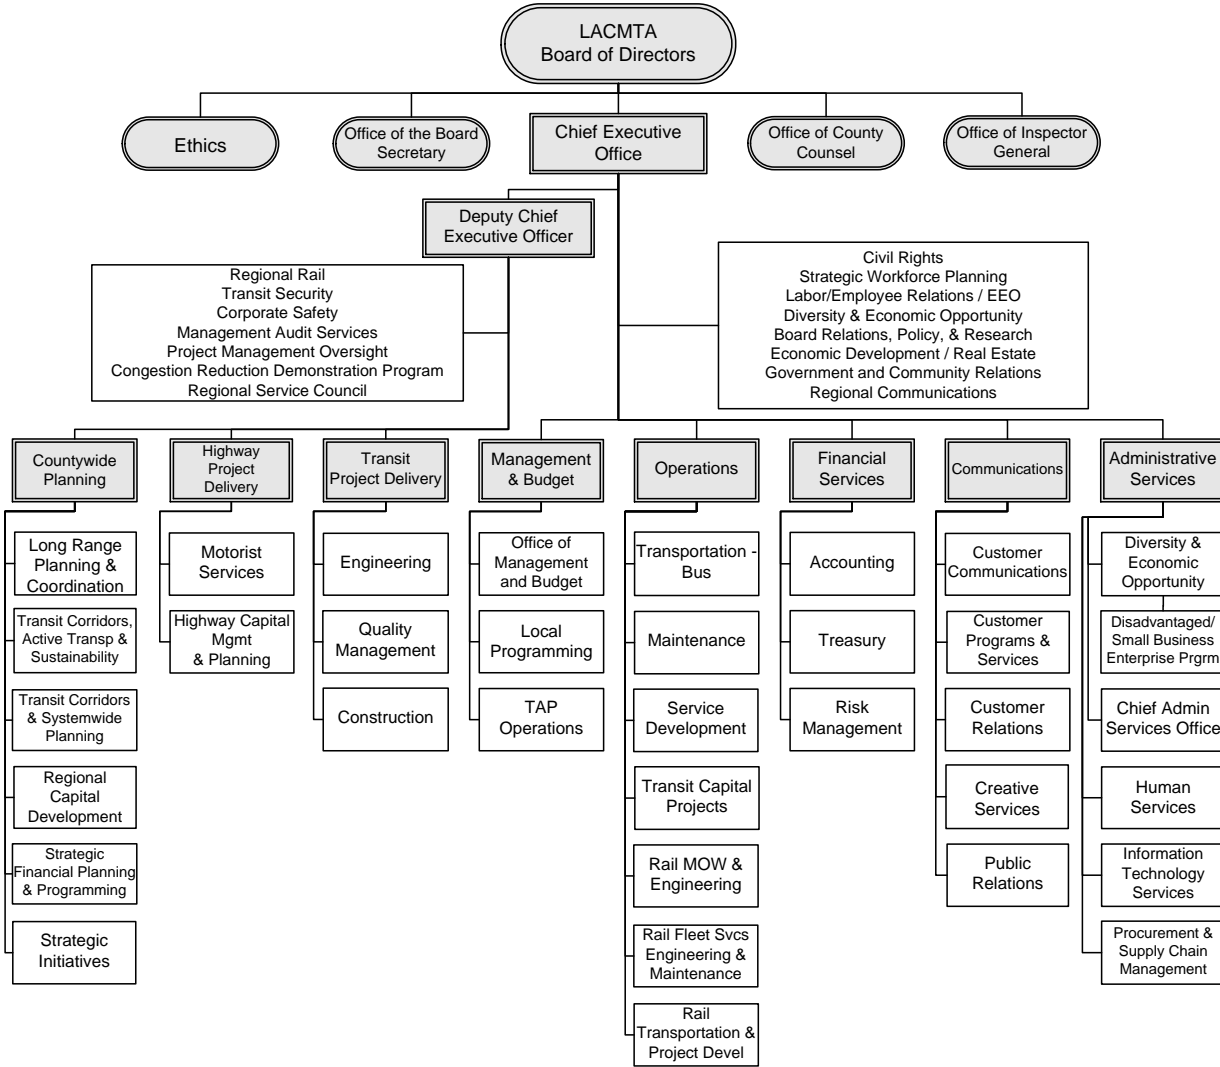 LACMTA
Board of Directors
Ethics
Office of the Board
Secretary
Chief Executive
Office
Office of County
Counsel
Office of Inspector
General
Deputy Chief
Executive Officer
Regional Rail
Transit Security
Corporate Safety
Management Audit Services
Project Management Oversight
Congestion Reduction Demonstration Program
Regional Service Council
Civil Rights
Strategic Workforce Planning
Labor/Employee Relations / EEO
Diversity & Economic Opportunity
Board Relations, Policy, & Research
Economic Development / Real Estate
Government and Community Relations
Regional Communications
Countywide
Planning
Highway
Project
Delivery
Transit
Project Delivery
Management
& Budget
Operations
Financial
Services
Communications
Administrative
Services
Long Range
Planning &
Coordination
Transit Corridors,
Active Transp &
Sustainability
Transit Corridors
& Systemwide
Planning
Regional
Capital
Development
Strategic
Financial Planning
& Programming
Strategic
Initiatives
Motorist
Services
Highway Capital
Mgmt
& Planning
Engineering
Quality
Management
Construction
Office of
Management
and Budget
Local
Programming
TAP
Operations
Transportation -
Bus
Maintenance
Service
Development
Transit Capital
Projects
Rail MOW &
Engineering
Rail Fleet Svcs
Engineering &
Maintenance
Rail
Transportation &
Project Devel
Accounting
Treasury
Risk
Management
Customer
Communications
Customer
Programs &
Services
Customer
Relations
Creative
Services
Public
Relations
Diversity &
Economic
Opportunity
Disadvantaged/
Small Business
Enterprise Prgrm
Chief Admin
Services Office
Human
Services
Information
Technology
Services
Procurement &
Supply Chain
Management